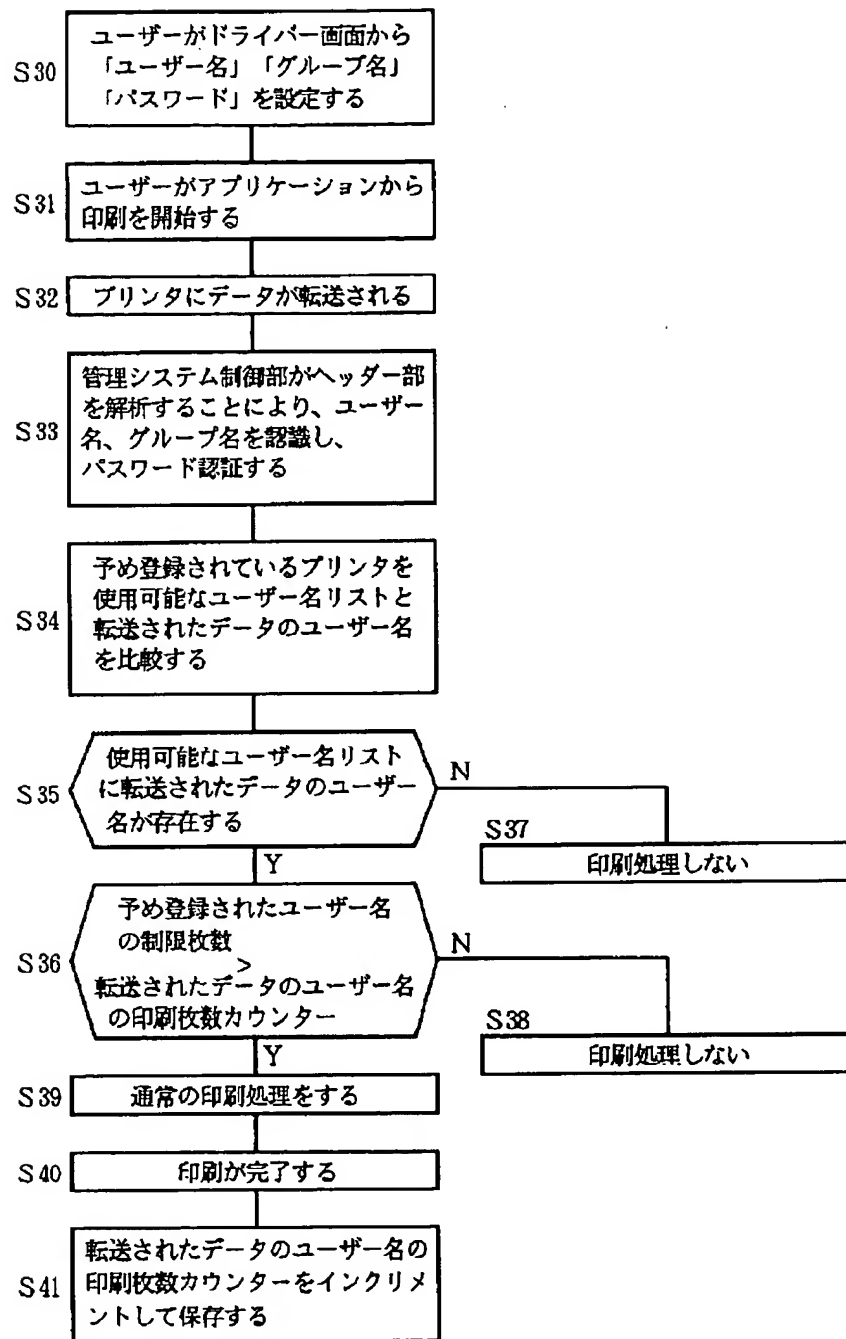 S30
ユーザーがドライバー画面から
「ユーザー名」「グループ名」
「パスワード」を設定する
S31
ユーザーがアプリケーションから
印刷を開始する
S32
プリンタにデータが転送される
S33
管理システム制御部がヘッダー部
を解析することにより、ユーザー
名、グループ名を認識し、
パスワード認証する
S34
予め登録されているプリンタを
使用可能なユーザー名リストと
転送されたデータのユーザー名
を比較する
S35
使用可能なユーザー名リスト
に転送されたデータのユーザー
名が存在する
N
S37
印刷処理しない
Y
S36
予め登録されたユーザー名
の制限枚数
>
転送されたデータのユーザー名
の印刷枚数カウンター
N
S38
印刷処理しない
Y
S39
通常の印刷処理をする
S40
印刷が完了する
S41
転送されたデータのユーザー名の
印刷枚数カウンターをインクリメ
ントして保存する